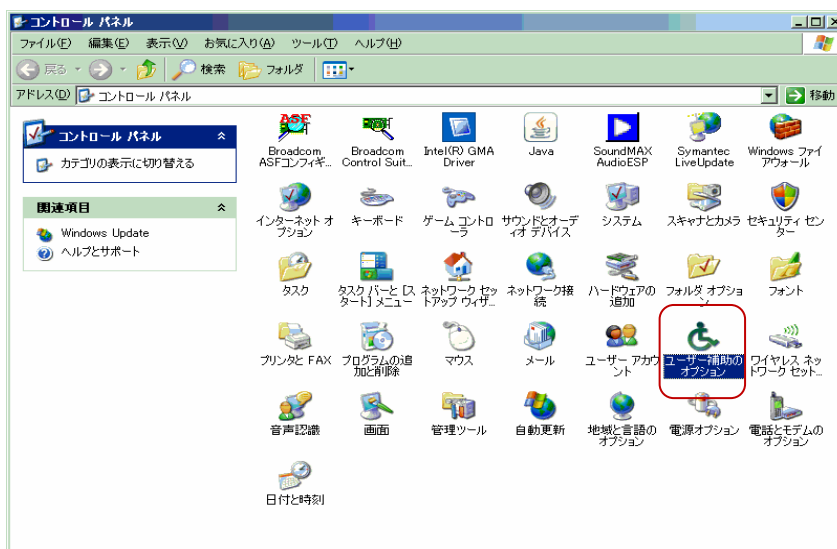 コントロール パネル
ファイル(F) 編集(E) 表示(V) お気に入り(A) ツール(T) ヘルプ(H)
戻る 検索 フォルダ
アドレス(D) コントロール パネル 移動
コントロール パネル
カテゴリの表示に切り替える
関連項目
Windows Update
ヘルプとサポート
ASF
Broadcom
ASFコンフィギ...
Broadcom
Control Suit...
Intel(R) GMA
Driver
Java
SoundMAX
AudioESP
Symantec
LiveUpdate
Windows ファイ
アウォール
インターネット オ
プション
キーボード
ゲーム コントロ
ーラ
サウンドとオーデ
ィオ デバイス
システム
スキャナとカメラ
セキュリティ セン
ター
タスク
タスク バーと [ス
タート] メニュー
ネットワーク セッ
トアップ ウィザ...
ネットワーク接
続
ハードウェアの
追加
フォルダ オプショ
ン
フォント
プリンタと FAX
プログラムの追
加と削除
マウス
メール
ユーザー アカウ
ント
ユーザー補助の
オプション
ワイヤレス ネッ
トワーク セット...
音声認識
画面
管理ツール
自動更新
地域と言語の
オプション
電源オプション
電話とモデムの
オプション
日付と時刻